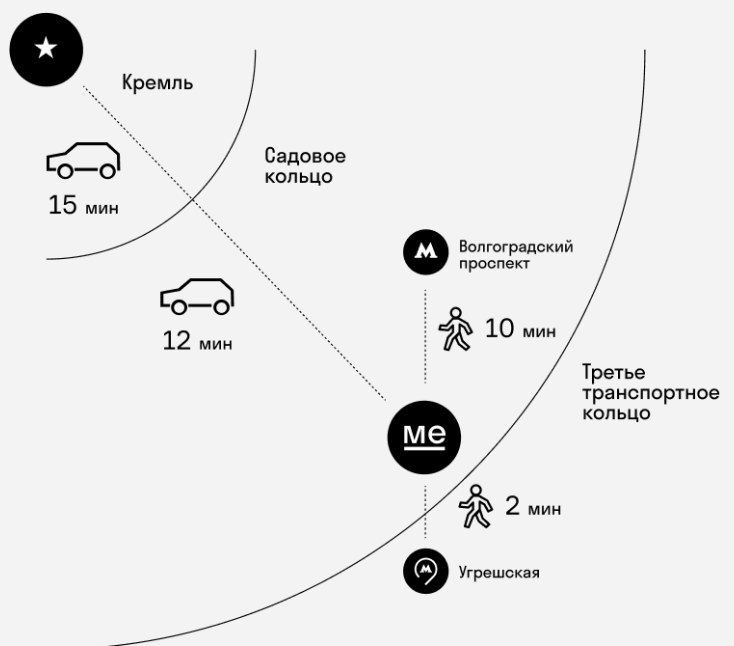 Кремль
Садовое
кольцо
15 мин
Волгоградский
проспект
12 мин
10 мин
Третье
транспортное
кольцо
ме
2 мин
Угрешская